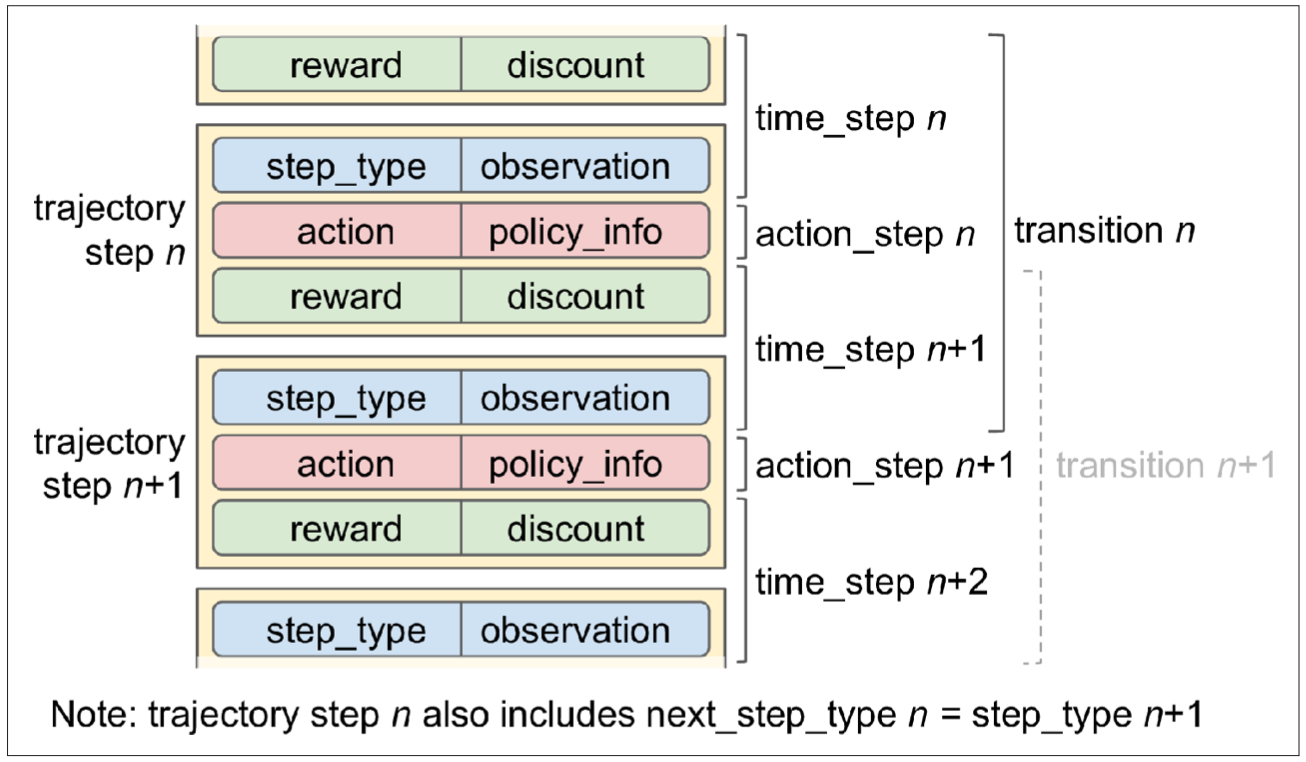 reward discount
time_step n
step_type observation
trajectory
step n
action policy_info
action_step n
transition n
reward discount
time_step n+1
step_type observation
trajectory
step n+1
action policy_info
action_step n+1
transition n+1
reward discount
time_step n+2
step_type observation
Note: trajectory step n also includes next_step_type n = step_type n+1